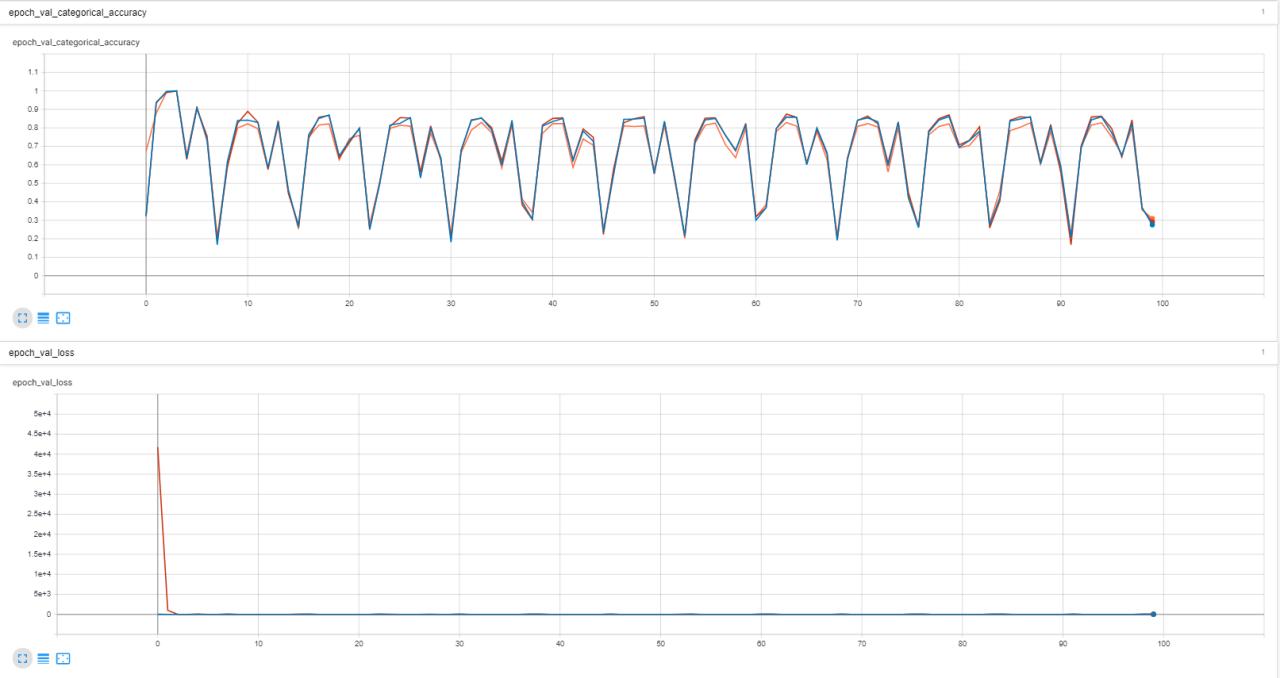 epoch_val_categorical_accuracy 1
epoch_val_categorical_accuracy
1.1
1
0.9
0.8
0.7
0.6
0.5
0.4
0.3
0.2
0.1
0
0 10 20 30 40 50 60 70 80 90 100
epoch_val_loss 1
epoch_val_loss
5e+4
4.5e+4
4e+4
3.5e+4
3e+4
2.5e+4
2e+4
1.5e+4
1e+4
5e+3
0
0 10 20 30 40 50 60 70 80 90 100